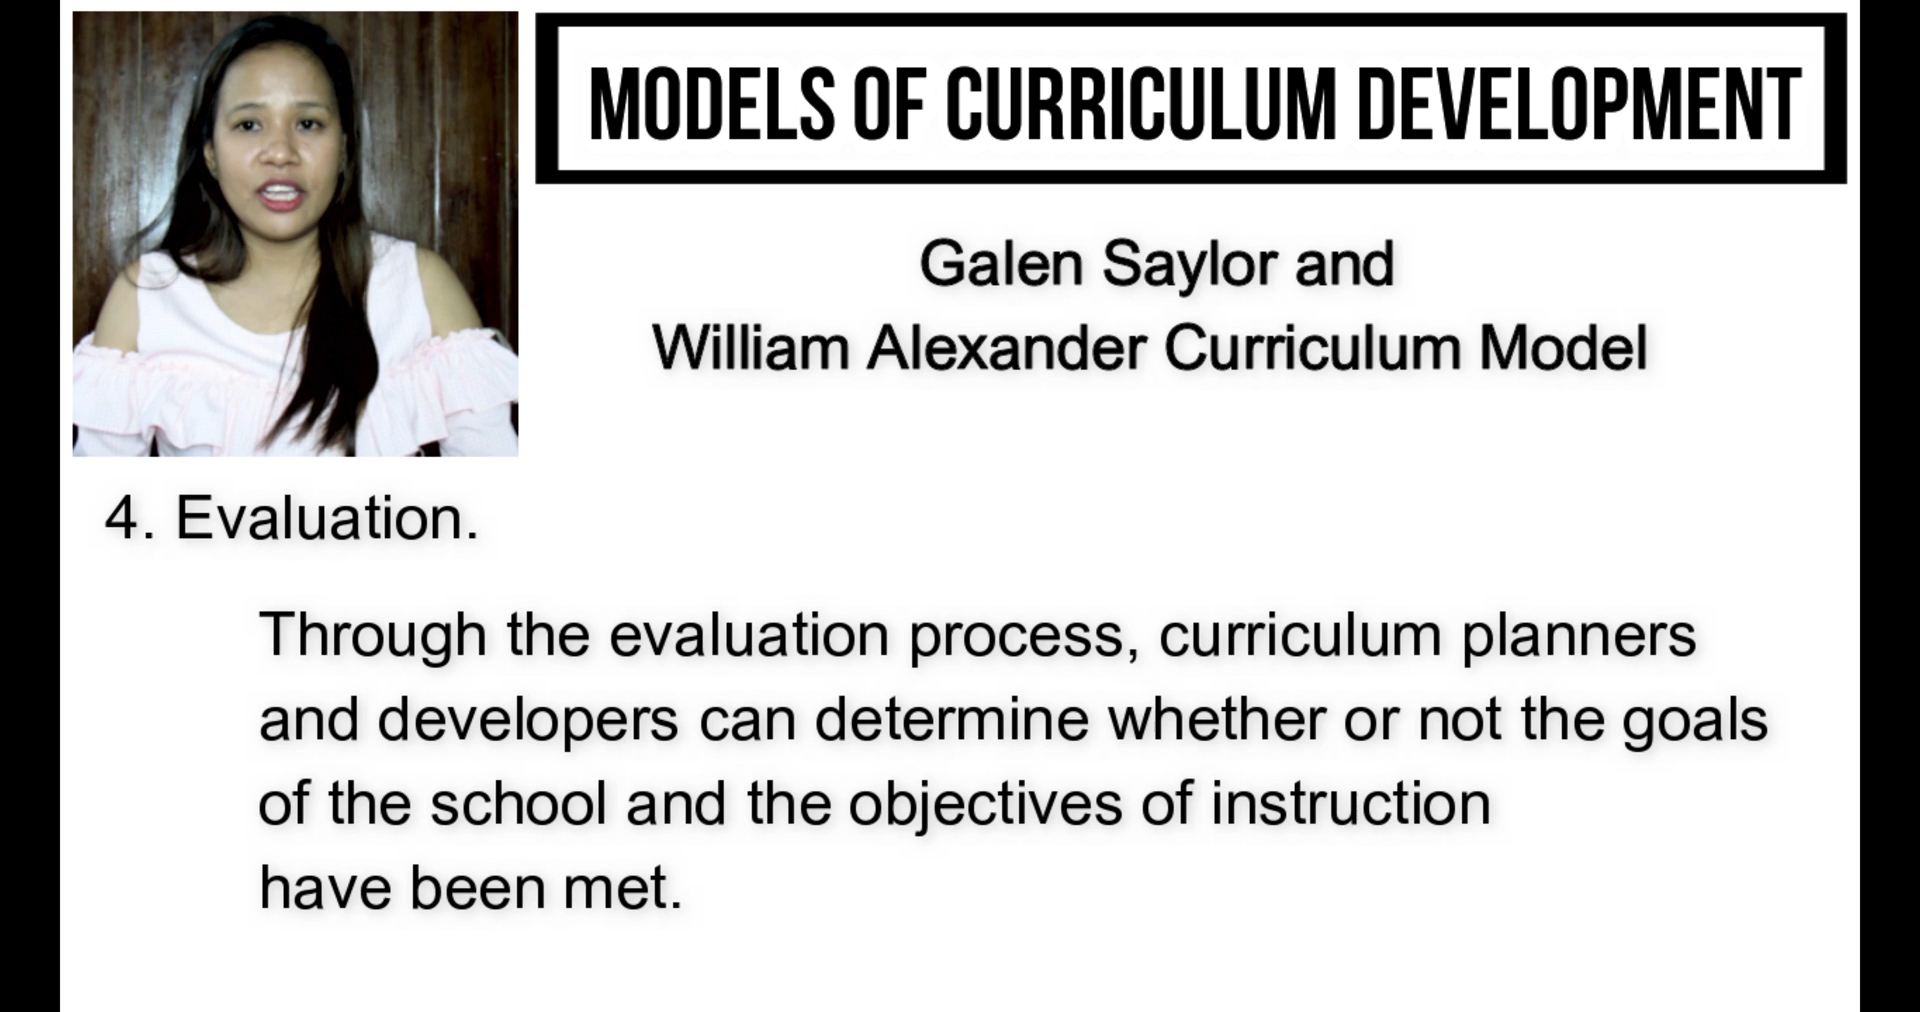 MODELS OF CURRICULUM DEVELOPMENT
Galen Saylor and
William Alexander Curriculum Model
4. Evaluation.
Through the evaluation process, curriculum planners
and developers can determine whether or not the goals
of the school and the objectives of instruction
have been met.